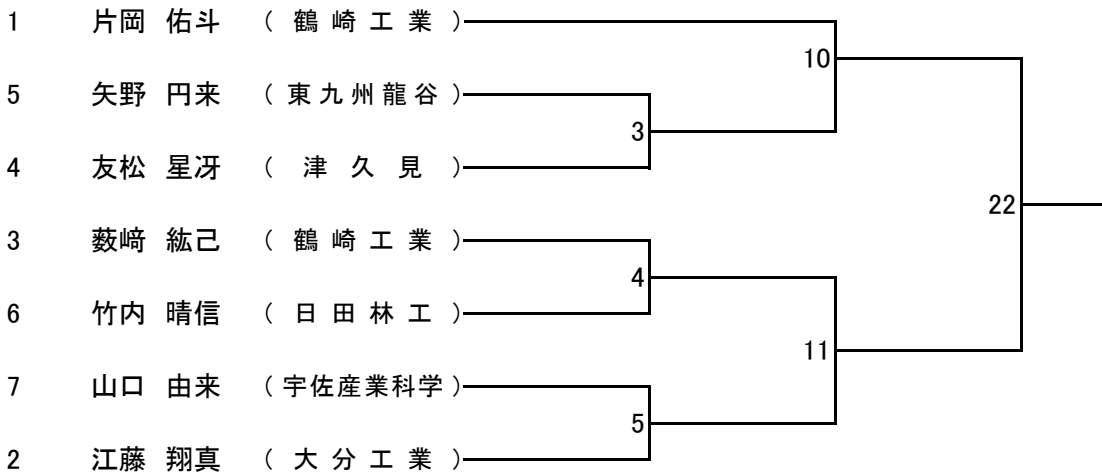 1 片岡 佑斗 ( 鶴 崎 工 業 )
10
5 矢野 円来 ( 東 九 州 龍 谷 )
3
4 友松 星冴 ( 津 久 見 )
22
3 薮﨑 紘己 ( 鶴 崎 工 業 )
4
6 竹内 晴信 ( 日 田 林 工 )
11
7 山口 由来 ( 宇佐産業科学 )
5
2 江藤 翔真 ( 大 分 工 業 )